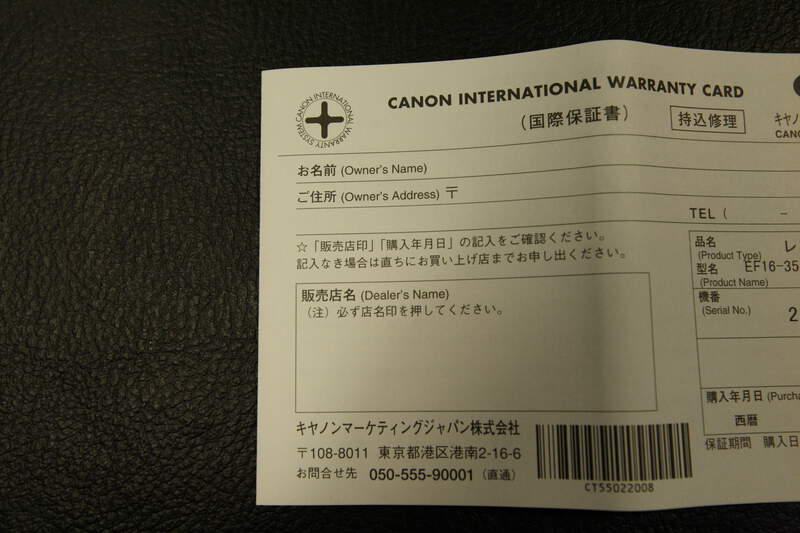 CANON INTERNATIONAL WARRANTY SYSTEM
CANON INTERNATIONAL WARRANTY CARD
(国際保証書)
持込修理
キヤノ
CANO
お名前 (Owner's Name)
ご住所 (Owner's Address) 〒
TEL ( -
☆「販売店印」「購入年月日」の記入をご確認ください。
記入なき場合は直ちにお買い上げ店までお申し出ください。
販売店名 (Dealer's Name)
(注) 必ず店名印を押してください。
品名
(Product Type)
レ
型名
EF16-35
(Product Name)
機番
(Serial No.)
2
購入年月日 (Purcha
西暦
保証期間 購入日
キヤノンマーケティングジャパン株式会社
〒108-8011 東京都港区港南2-16-6
お問合せ先 050-555-90001 (直通)
CT55022008